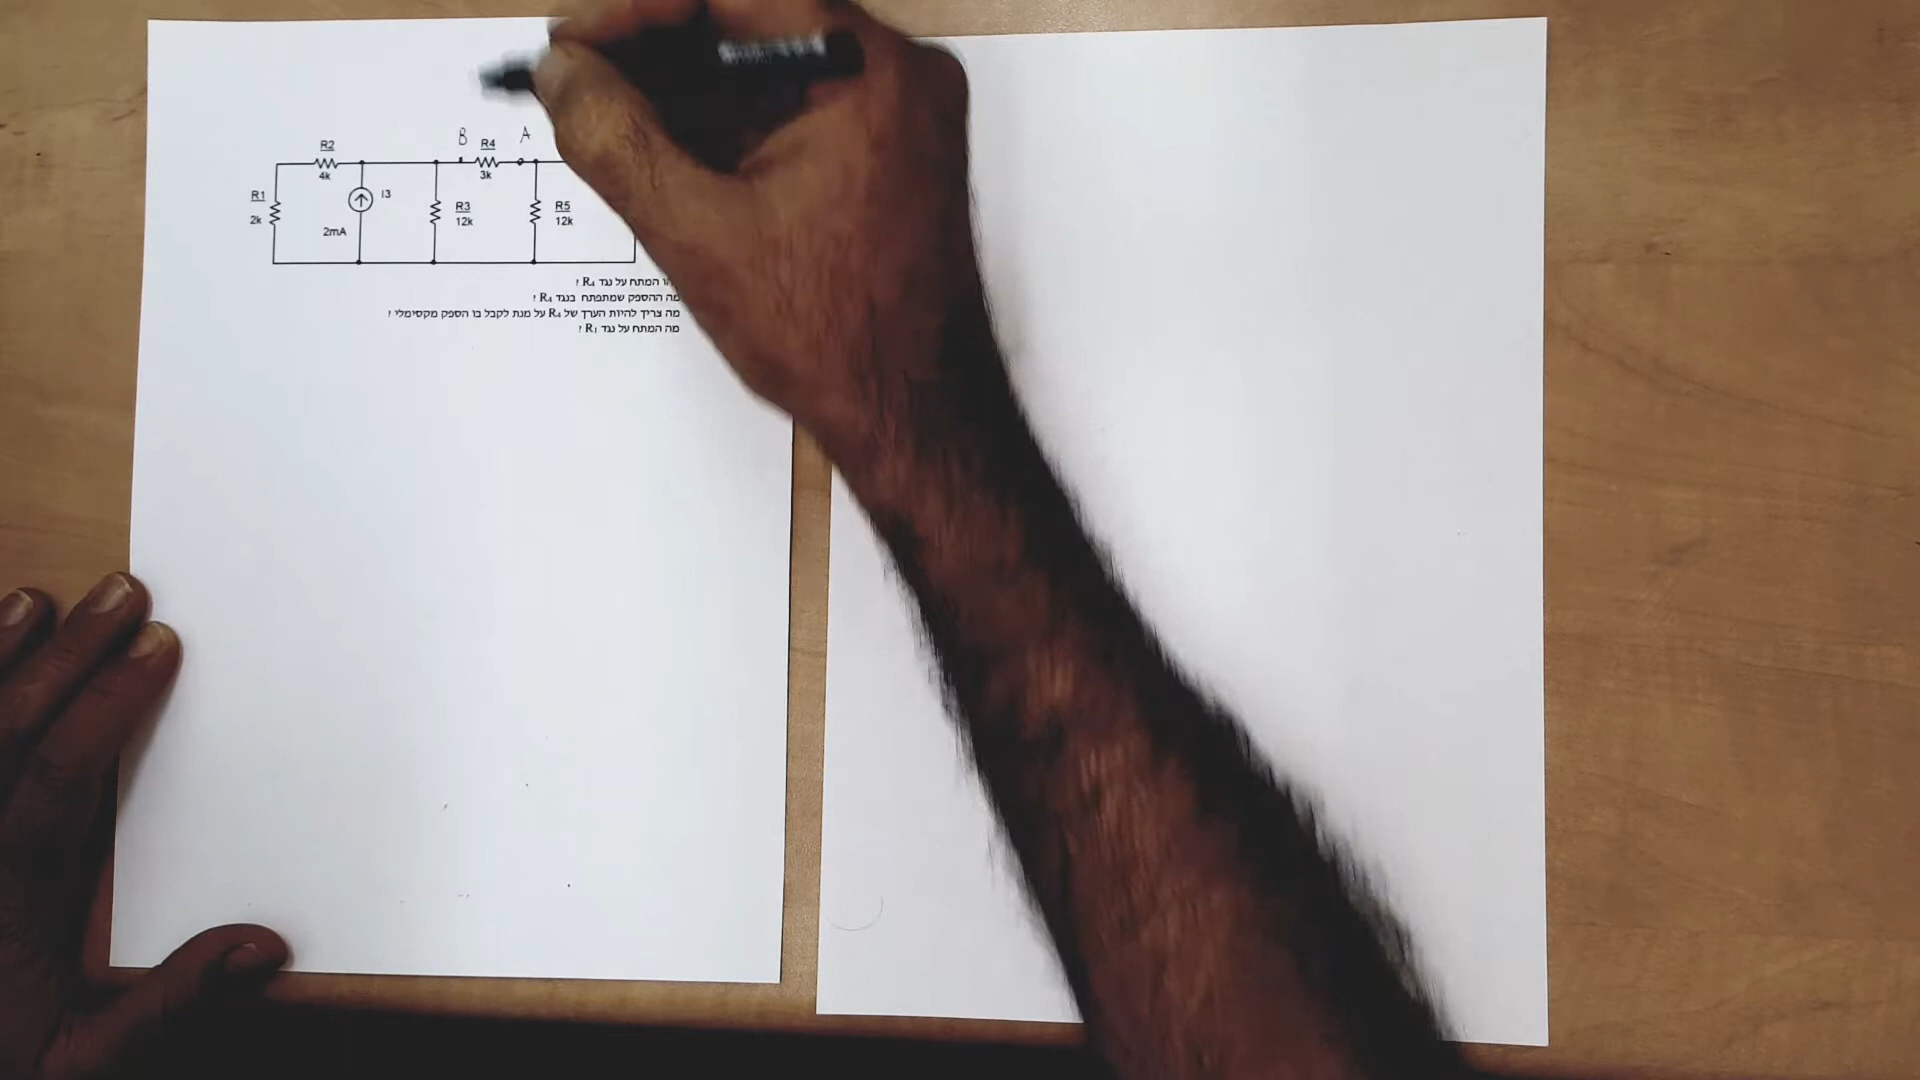 B
A
R2
R4
4k
3k
R1
2k
I3
2mA
R3
12k
R5
12k
המתח על נגד R4 ?
מה ההספק שמתפתח בנגד R4 ?
מה צריך להיות הערך של R4 על מנת לקבל בו הספק מקסימלי ?
מה המתח על נגד R1 ?